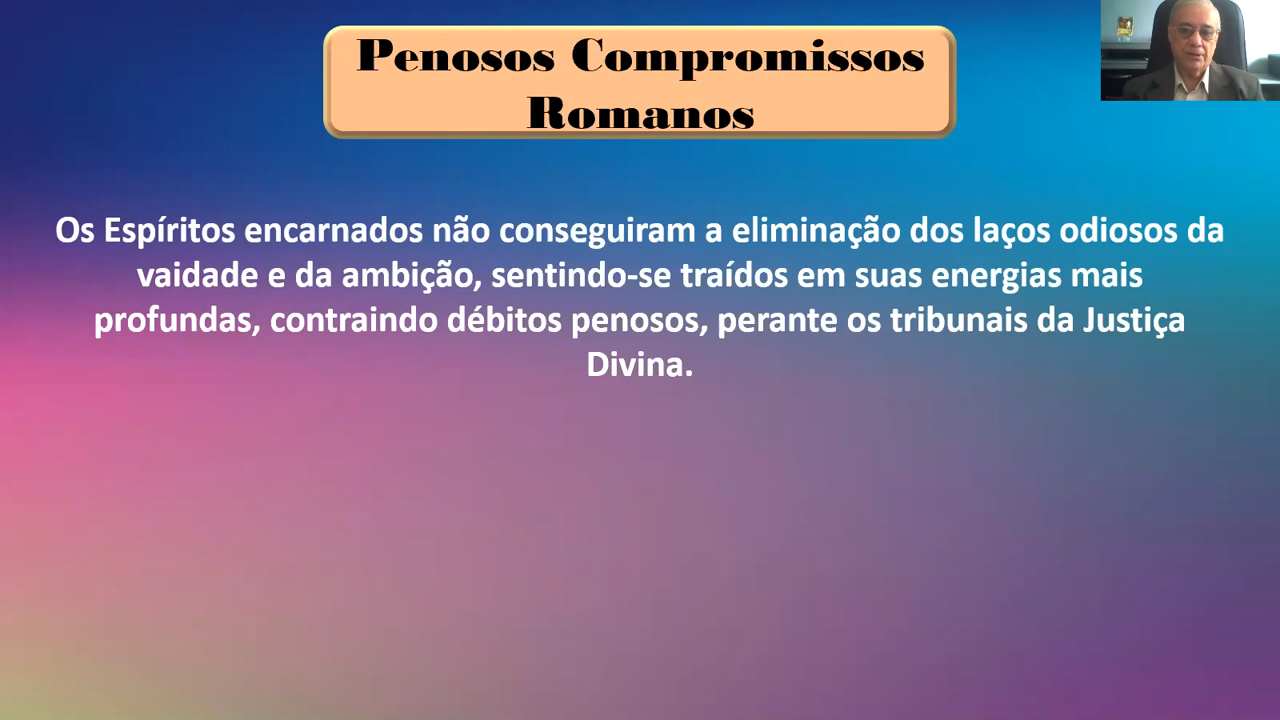 Penosos Compromissos
Romanos
Os Espíritos encarnados não conseguiram a eliminação dos laços odiosos da
vaidade e da ambição, sentindo-se traídos em suas energias mais
profundas, contraindo débitos penosos, perante os tribunais da Justiça
Divina.